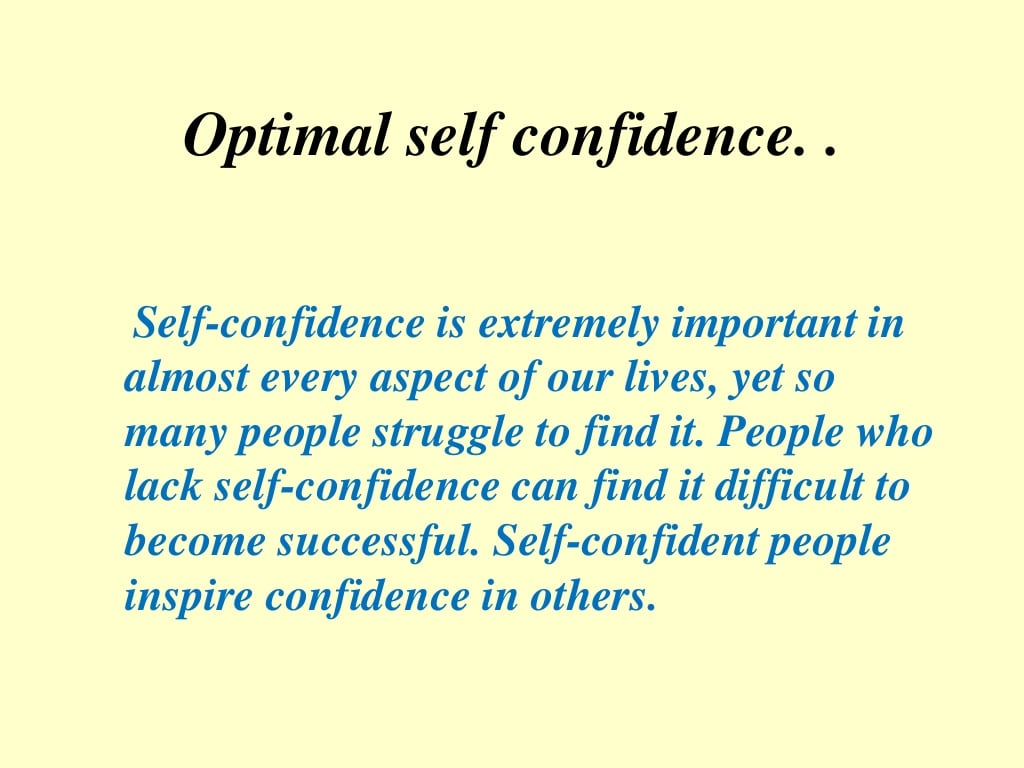 Optimal self confidence. .
Self-confidence is extremely important in
almost every aspect of our lives, yet so
many people struggle to find it. People who
lack self-confidence can find it difficult to
become successful. Self-confident people
inspire confidence in others.